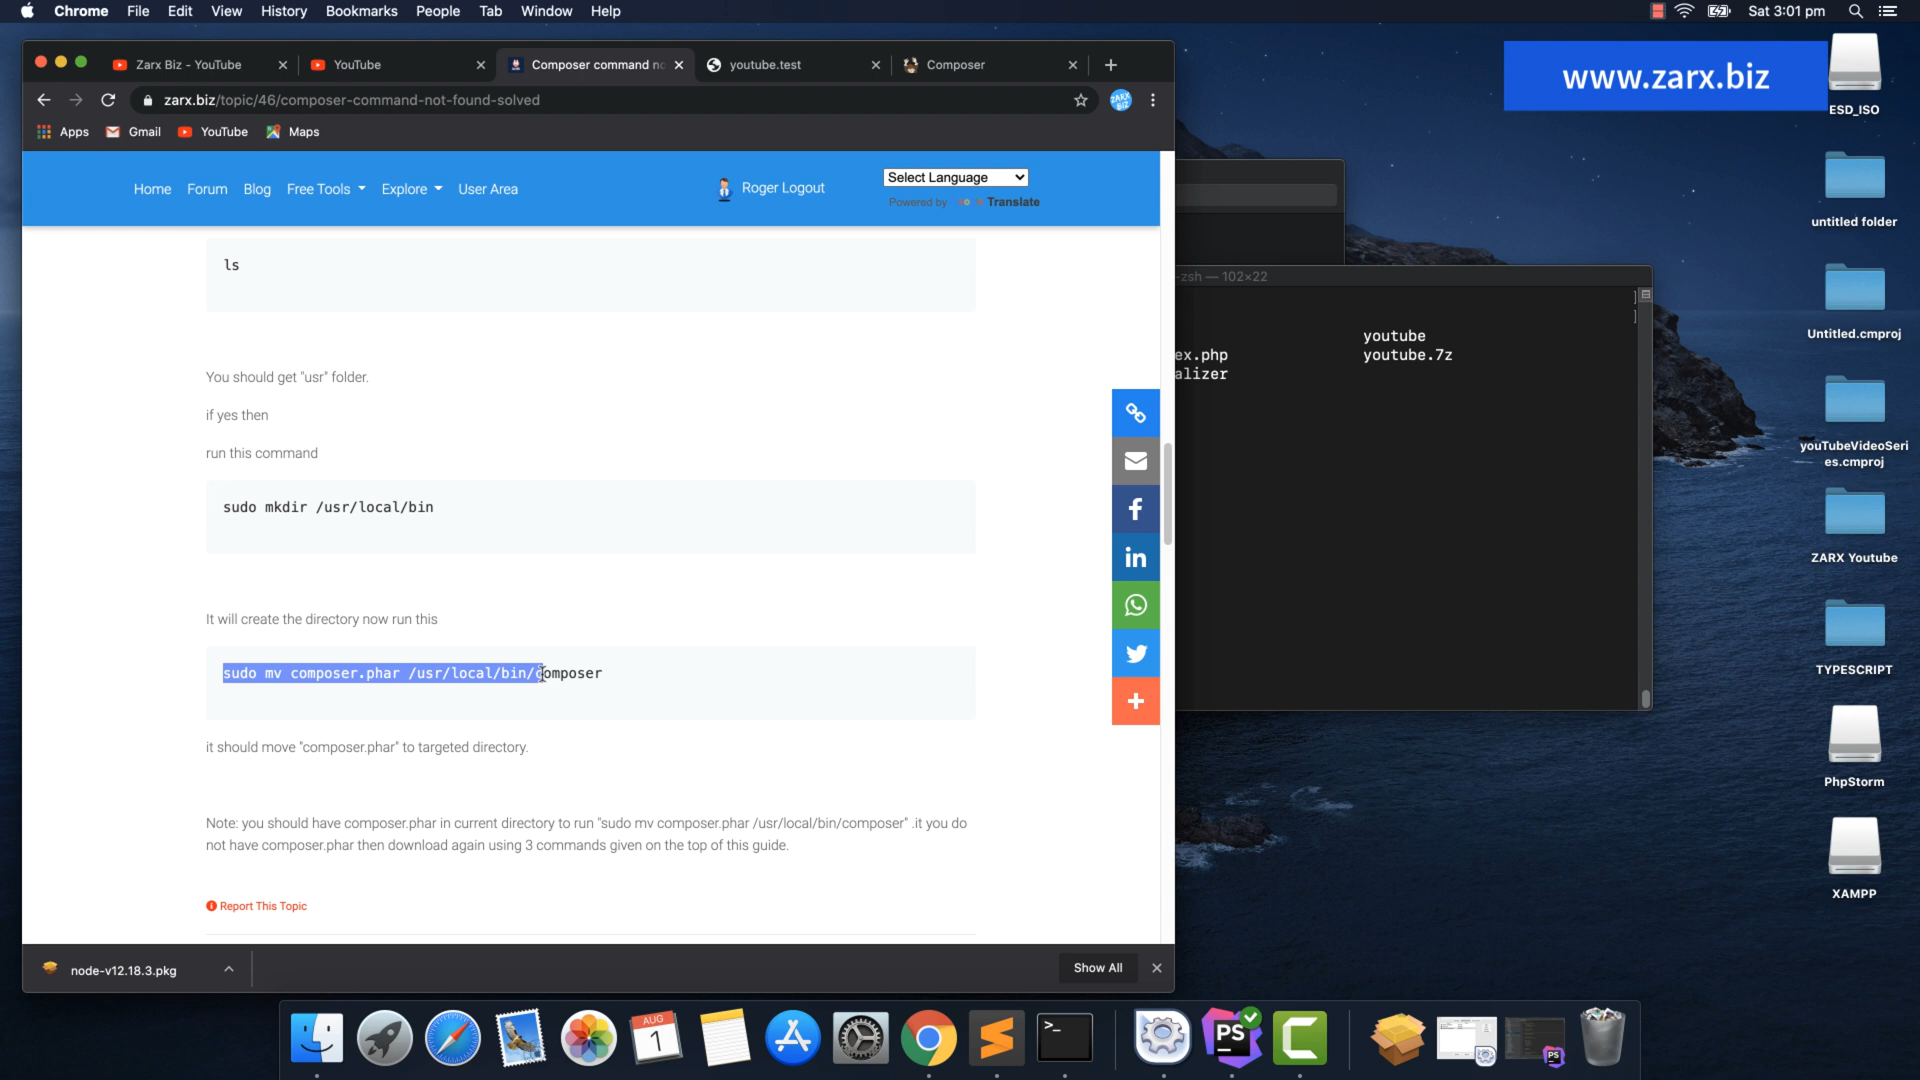 Chrome File Edit View History Bookmarks People Tab Window Help
Sat 3:01 pm
Zarx Biz - YouTube
YouTube
Composer command no
youtube.test
Composer
zarx.biz/topic/46/composer-command-not-found-solved
ZARX BIZ
Apps
Gmail
YouTube
Maps
www.zarx.biz
Home
Forum
Blog
Free Tools
Explore
User Area
Roger Logout
Select Language
Powered by
Translate
ls
You should get "usr" folder.
if yes then
run this command
sudo mkdir /usr/local/bin
It will create the directory now run this
sudo mv composer.phar /usr/local/bin/composer
it should move "composer.phar" to targeted directory.
Note: you should have composer.phar in current directory to run "sudo mv composer.phar /usr/local/bin/composer" .it you do
not have composer.phar then download again using 3 commands given on the top of this guide.
Report This Topic
node-v12.18.3.pkg
Show All
-zsh — 102×22
youtube
ex.php
youtube.7z
alizer
ESD_ISO
untitled folder
Untitled.cmproj
youTubeVideoSeri
es.cmproj
ZARX Youtube
TYPESCRIPT
PhpStorm
XAMPP
AUG
1
PS
PS